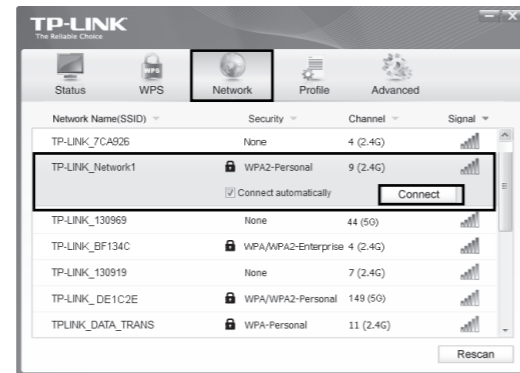 TP-LINK
The Reliable Choice
WPS
Status WPS Network Profile Advanced
Network Name(SSID) Security Channel Signal
TP-LINK_7CA926 None 4 (2.4G)
TP-LINK_Network1 WPA2-Personal 9 (2.4G)
Connect automatically Connect
TP-LINK_130969 None 44 (5G)
TP-LINK_BF134C WPA/WPA2-Enterprise 4 (2.4G)
TP-LINK_130919 None 7 (2.4G)
TP-LINK_ DE1C2E WPA/WPA2-Personal 149 (5G)
TPLINK_DATA_TRANS WPA-Personal 11 (2.4G)
Rescan